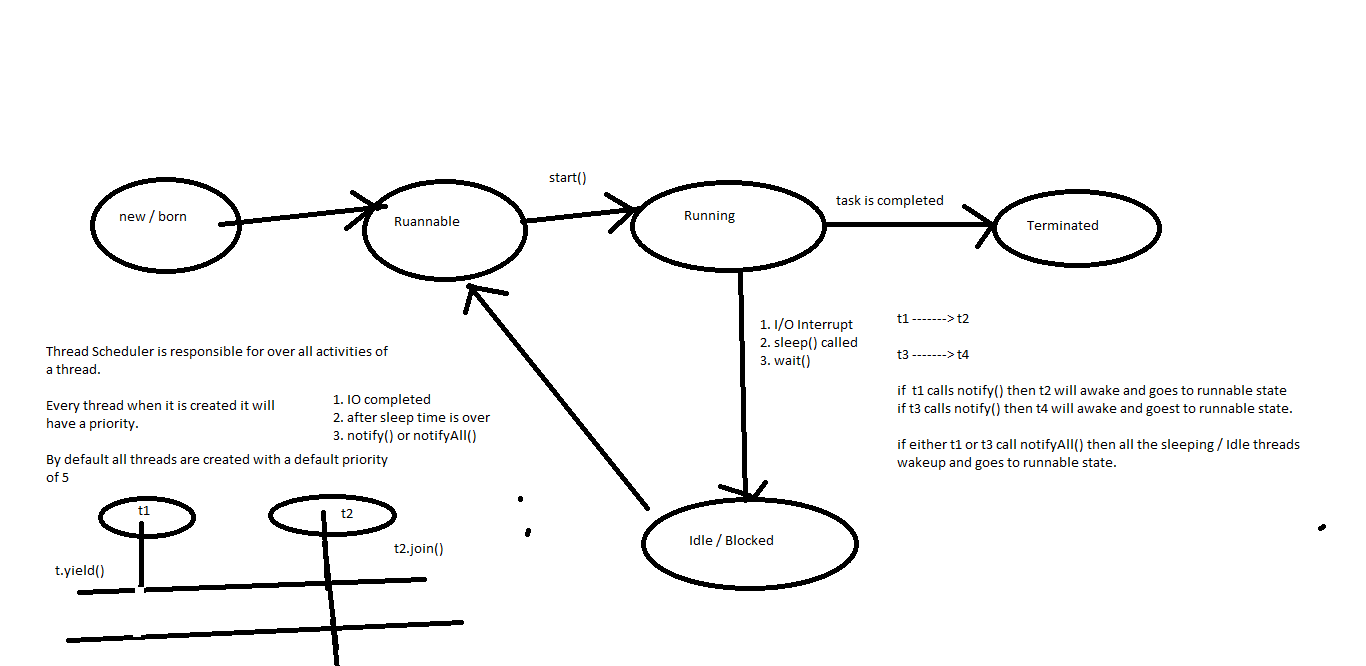 start()
new / born
Ruannable
Running
task is completed
Terminated
1. I/O Interrupt
2. sleep() called
3. wait()
t1 -------> t2
t3 -------> t4
if  t1 calls notify() then t2 will awake and goes to runnable state
if t3 calls notify() then t4 will awake and goest to runnable state.
if either t1 or t3 call notifyAll() then all the sleeping / Idle threads
wakeup and goes to runnable state.
Thread Scheduler is responsible for over all activities of
a thread.
Every thread when it is created it will
have a priority.
By default all threads are created with a default priority
of 5
1. IO completed
2. after sleep time is over
3. notify() or notifyAll()
t1
t2
t2.join()
t.yield()
Idle / Blocked